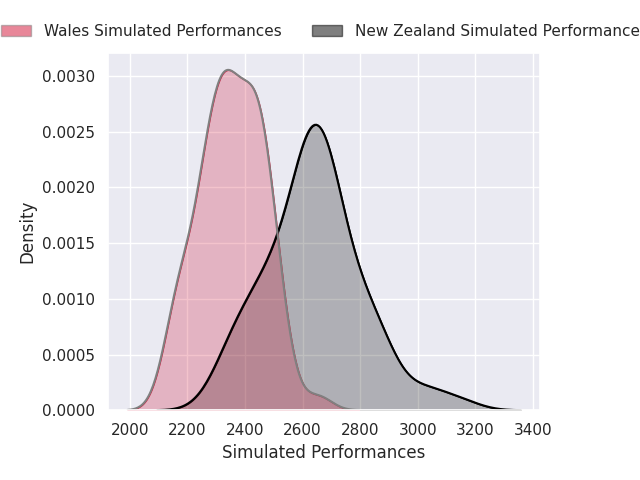 Wales Simulated Performances
New Zealand Simulated Performance
0.0030
0.0025
0.0020
0.0015
0.0010
0.0005
0.0000
Density
2000 2200 2400 2600 2800 3000 3200 3400
Simulated Performances